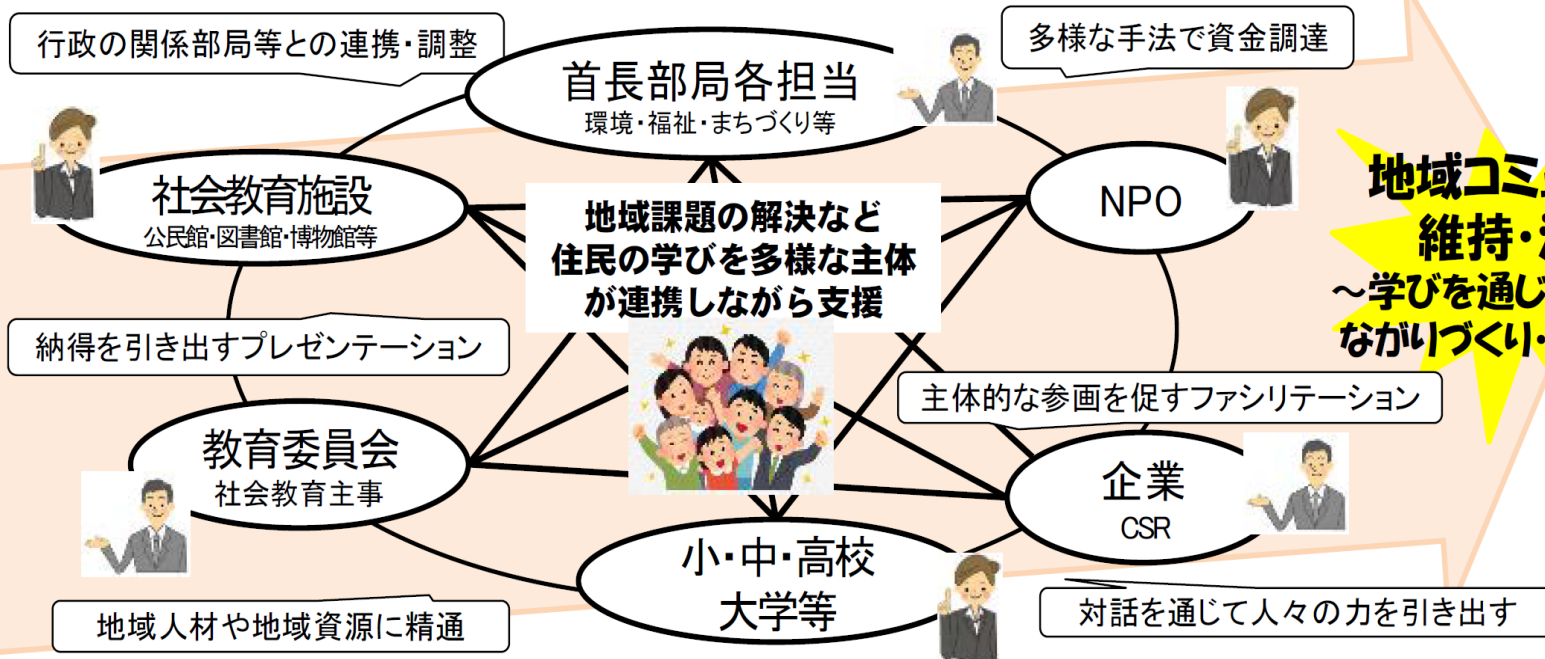 行政の関係部局等との連携・調整
首長部局各担当
環境・福祉・まちづくり等
多様な手法で資金調達
社会教育施設
公民館・図書館・博物館等
地域課題の解決など
住民の学びを多様な主体
が連携しながら支援
NPO
地域コミュ
維持・
～学びを通じ
ながりづくり・
納得を引き出すプレゼンテーション
主体的な参画を促すファシリテーション
教育委員会
社会教育主事
企業
CSR
小・中・高校
大学等
地域人材や地域資源に精通
対話を通じて人々の力を引き出す